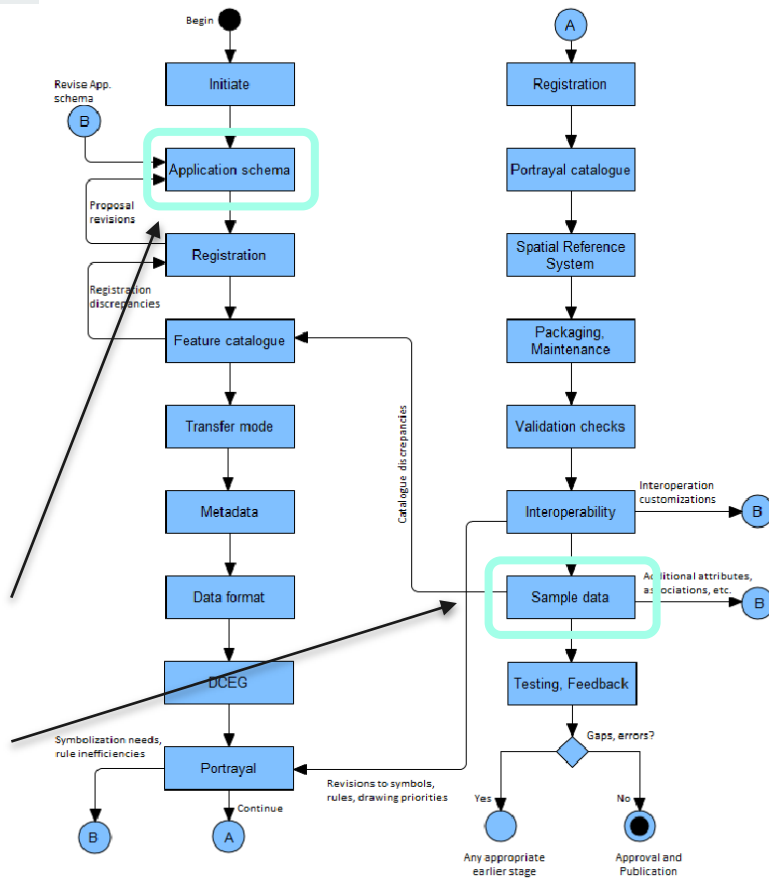 Begin
Initiate
Revise App.
schema
B
Application schema
Proposal
revisions
Registration
Registration
discrepancies
Feature catalogue
Transfer mode
Metadata
Data format
DCEG
Symbolization needs,
rule inefficiencies
Portrayal
Continue
B
A
A
Registration
Portrayal catalogue
Spatial Reference
System
Packaging,
Maintenance
Validation checks
Catalogue discrepancies
Interoperability
Interoperation
customizations
B
Sample data
Additional attributes,
associations, etc.
B
Testing, Feedback
Revisions to symbols,
rules, drawing priorities
Gaps, errors?
Yes
No
Any appropriate
earlier stage
Approval and
Publication